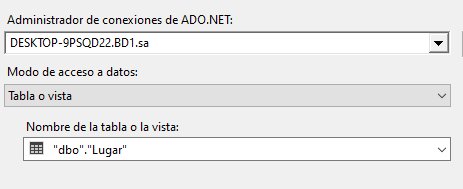 Administrador de conexiones de ADO.NET:
DESKTOP-9PSQD22.BD1.sa
Modo de acceso a datos:
Tabla o vista
Nombre de la tabla o la vista:
"dbo"."Lugar"